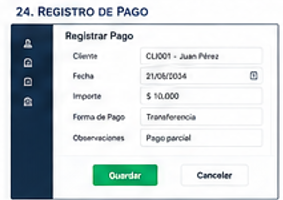 24. REGISTRO DE PAGO
Registrar Pago
Cliente CLI001 - Juan Pérez
Fecha 21/05/2034
Importe $ 10.000
Forma de Pago Transferencia
Observaciones Pago parcial
Guardar Cancelar